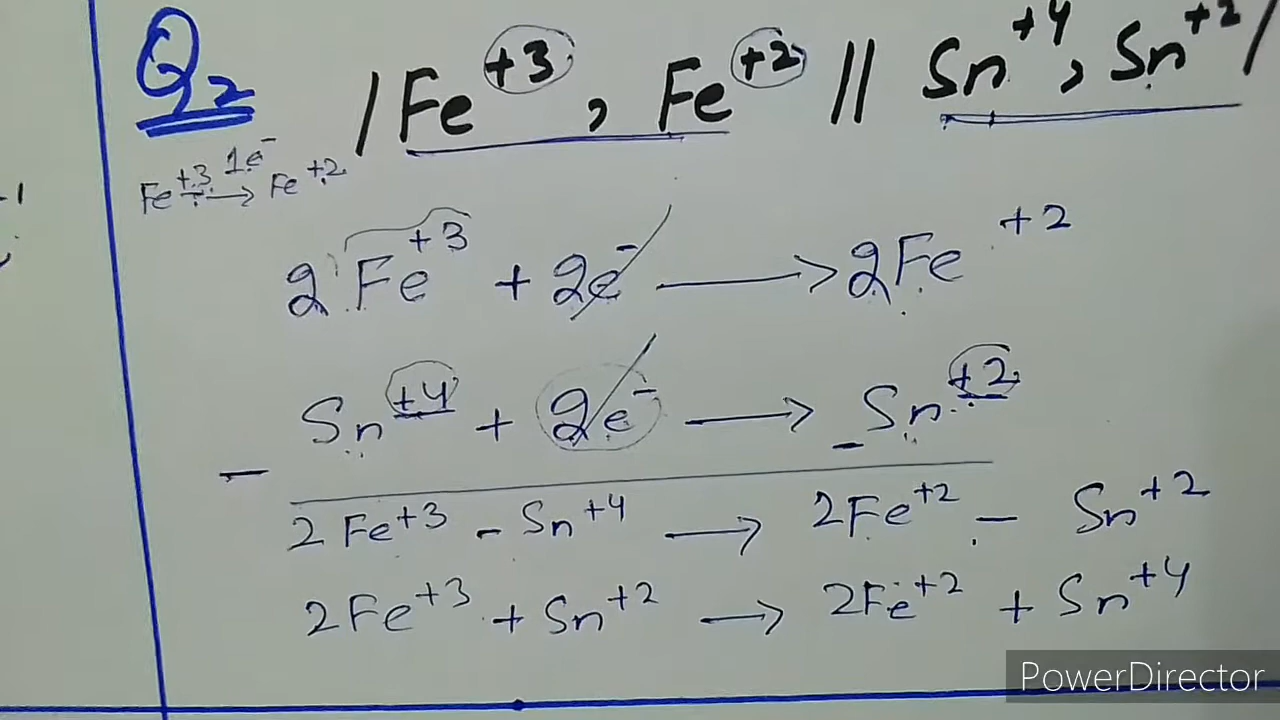 Q2 / Fe+3 , Fe+2 // Sn+4 , Sn+2 /
Fe+3 1e- → Fe+2
2Fe+3 + 2e- → 2Fe+2
Sn+4 + 2e- → Sn+2
2Fe+3 - Sn+4 → 2Fe+2 - Sn+2
2Fe+3 + Sn+2 → 2Fe+2 + Sn+4
PowerDirector